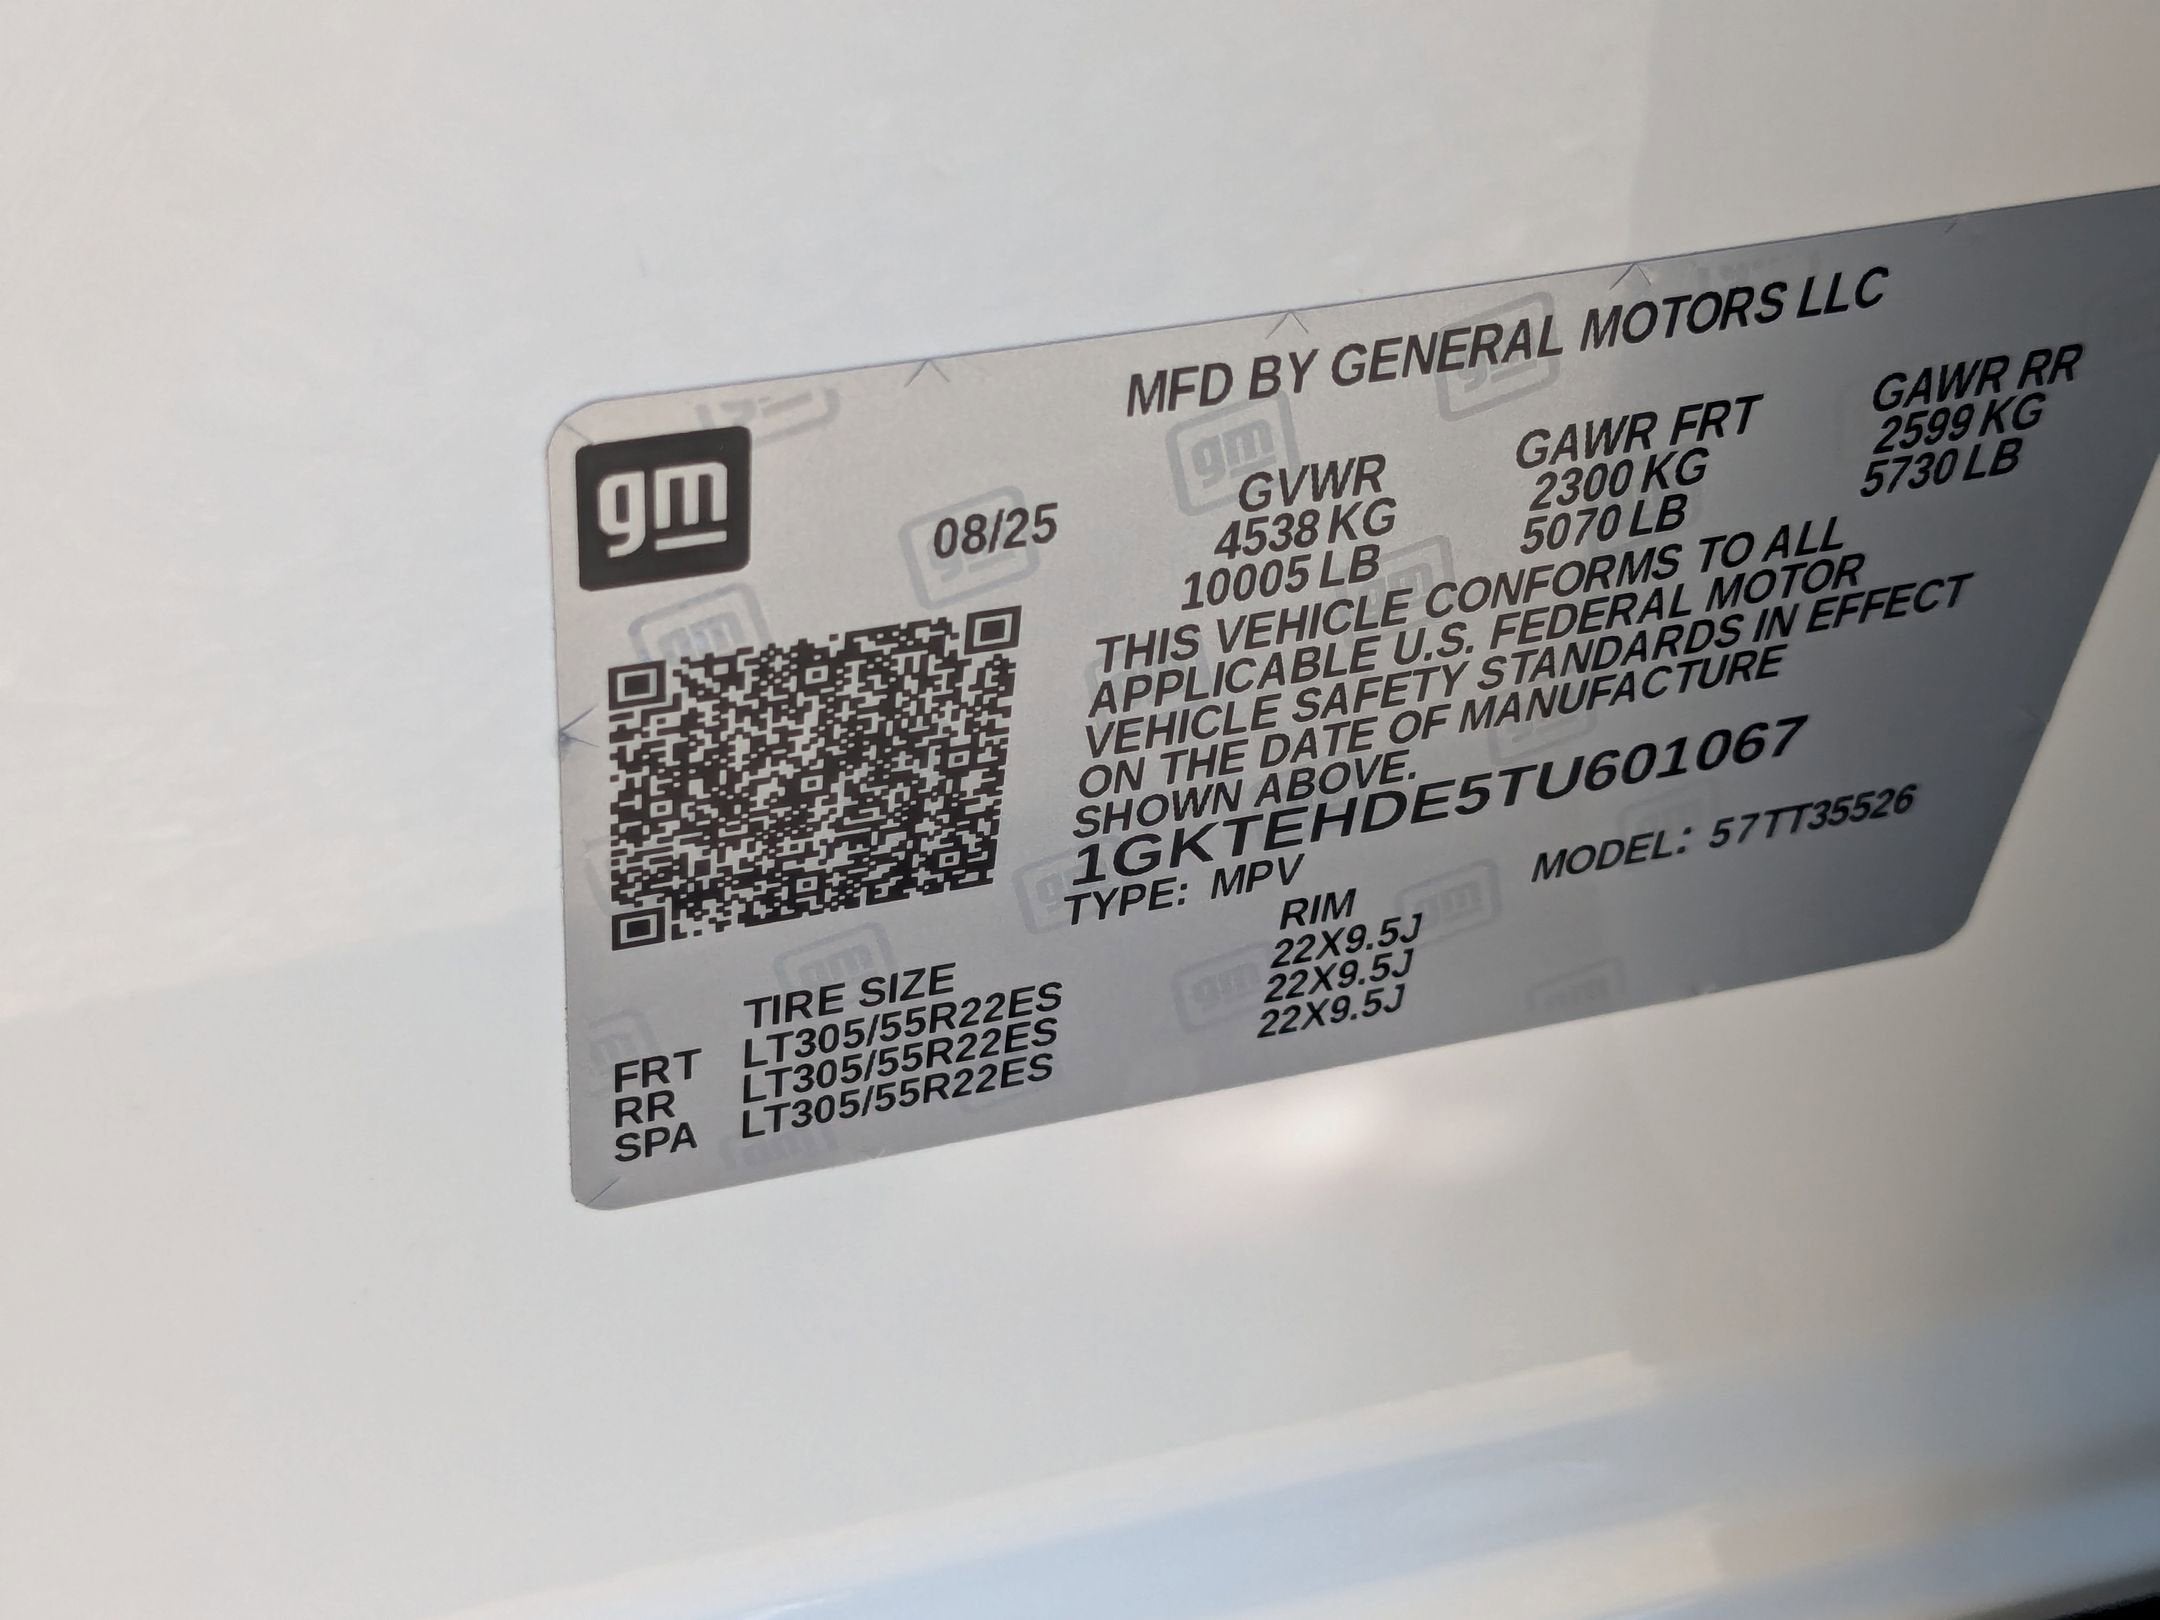 gm
MFD BY GENERAL MOTORS LLC
08/25
GVWR GAWR FRT GAWR RR
4538 KG 2300 KG 2599 KG
10005 LB 5070 LB 5730 LB
THIS VEHICLE CONFORMS TO ALL
APPLICABLE U.S. FEDERAL MOTOR
VEHICLE SAFETY STANDARDS IN EFFECT
ON THE DATE OF MANUFACTURE
SHOWN ABOVE.
1GKTEHDE5TU601067
TYPE: MPV MODEL: 57TT35526
TIRE SIZE RIM
FRT LT305/55R22ES 22X9.5J
RR LT305/55R22ES 22X9.5J
SPA LT305/55R22ES 22X9.5J